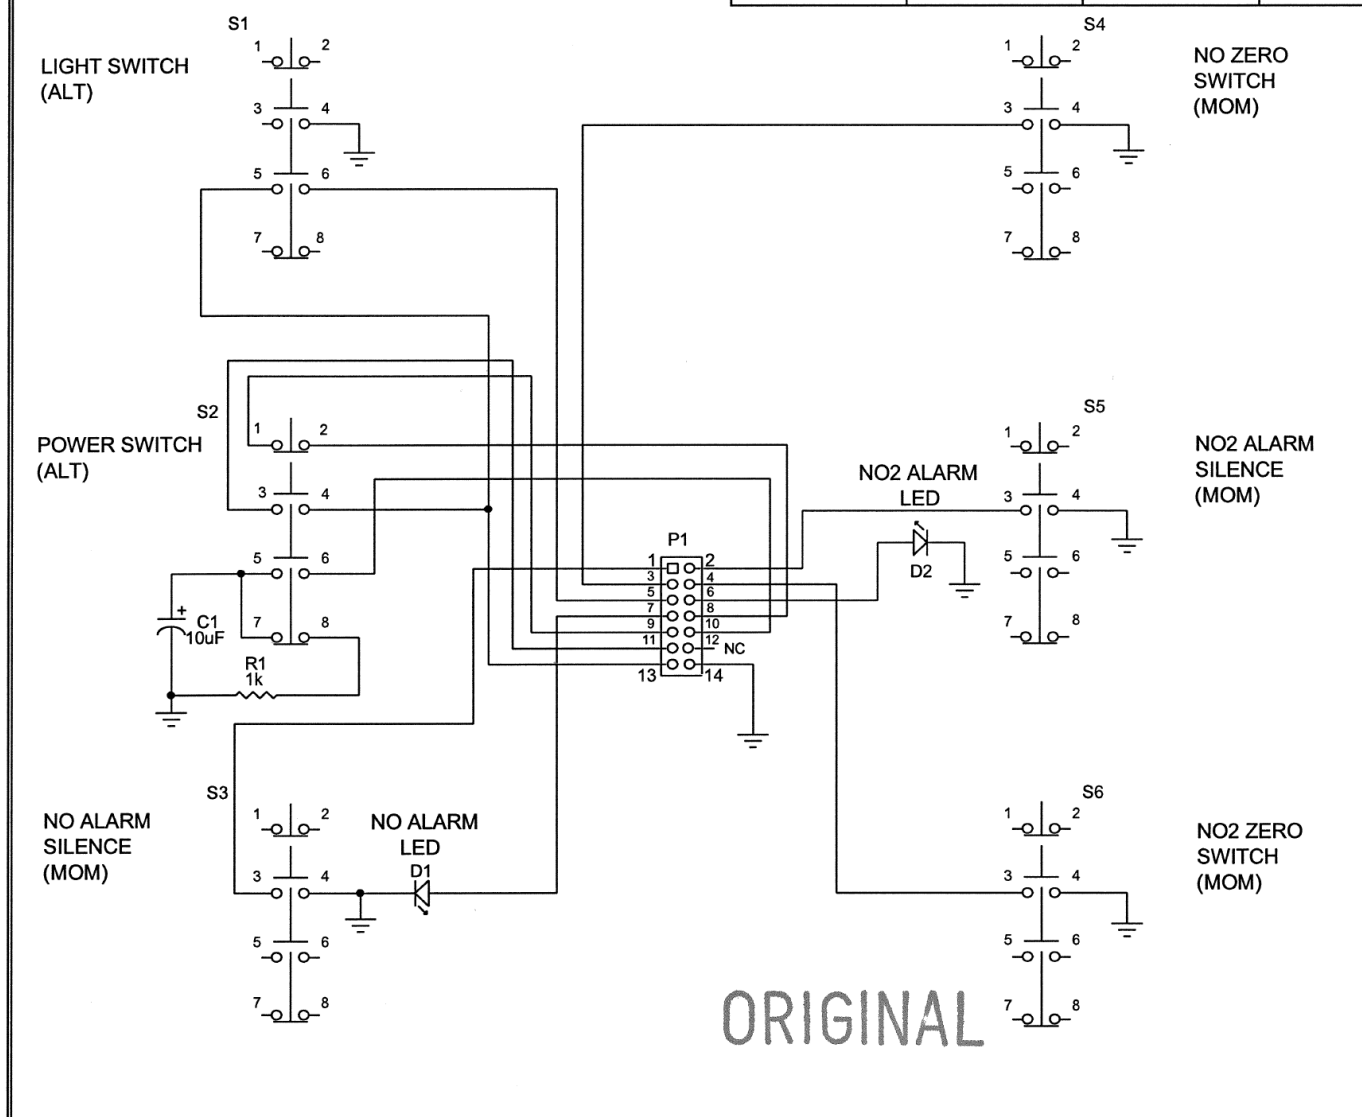 S1
1 2
LIGHT SWITCH
(ALT)
3 4
5 6
7 8
S4
1 2
NO ZERO
SWITCH
(MOM)
3 4
5 6
7 8
S2
1 2
POWER SWITCH
(ALT)
3 4
5 6
7 8
+
C1
10uF
R1
1k
P1
1 2
3 4
5 6
7 8
9 10
11 12 NC
13 14
NO2 ALARM
LED
D2
S5
1 2
NO2 ALARM
SILENCE
(MOM)
3 4
5 6
7 8
S3
1 2
NO ALARM
SILENCE
(MOM)
3 4
5 6
7 8
NO ALARM
LED
D1
S6
1 2
NO2 ZERO
SWITCH
(MOM)
3 4
5 6
7 8
ORIGINAL